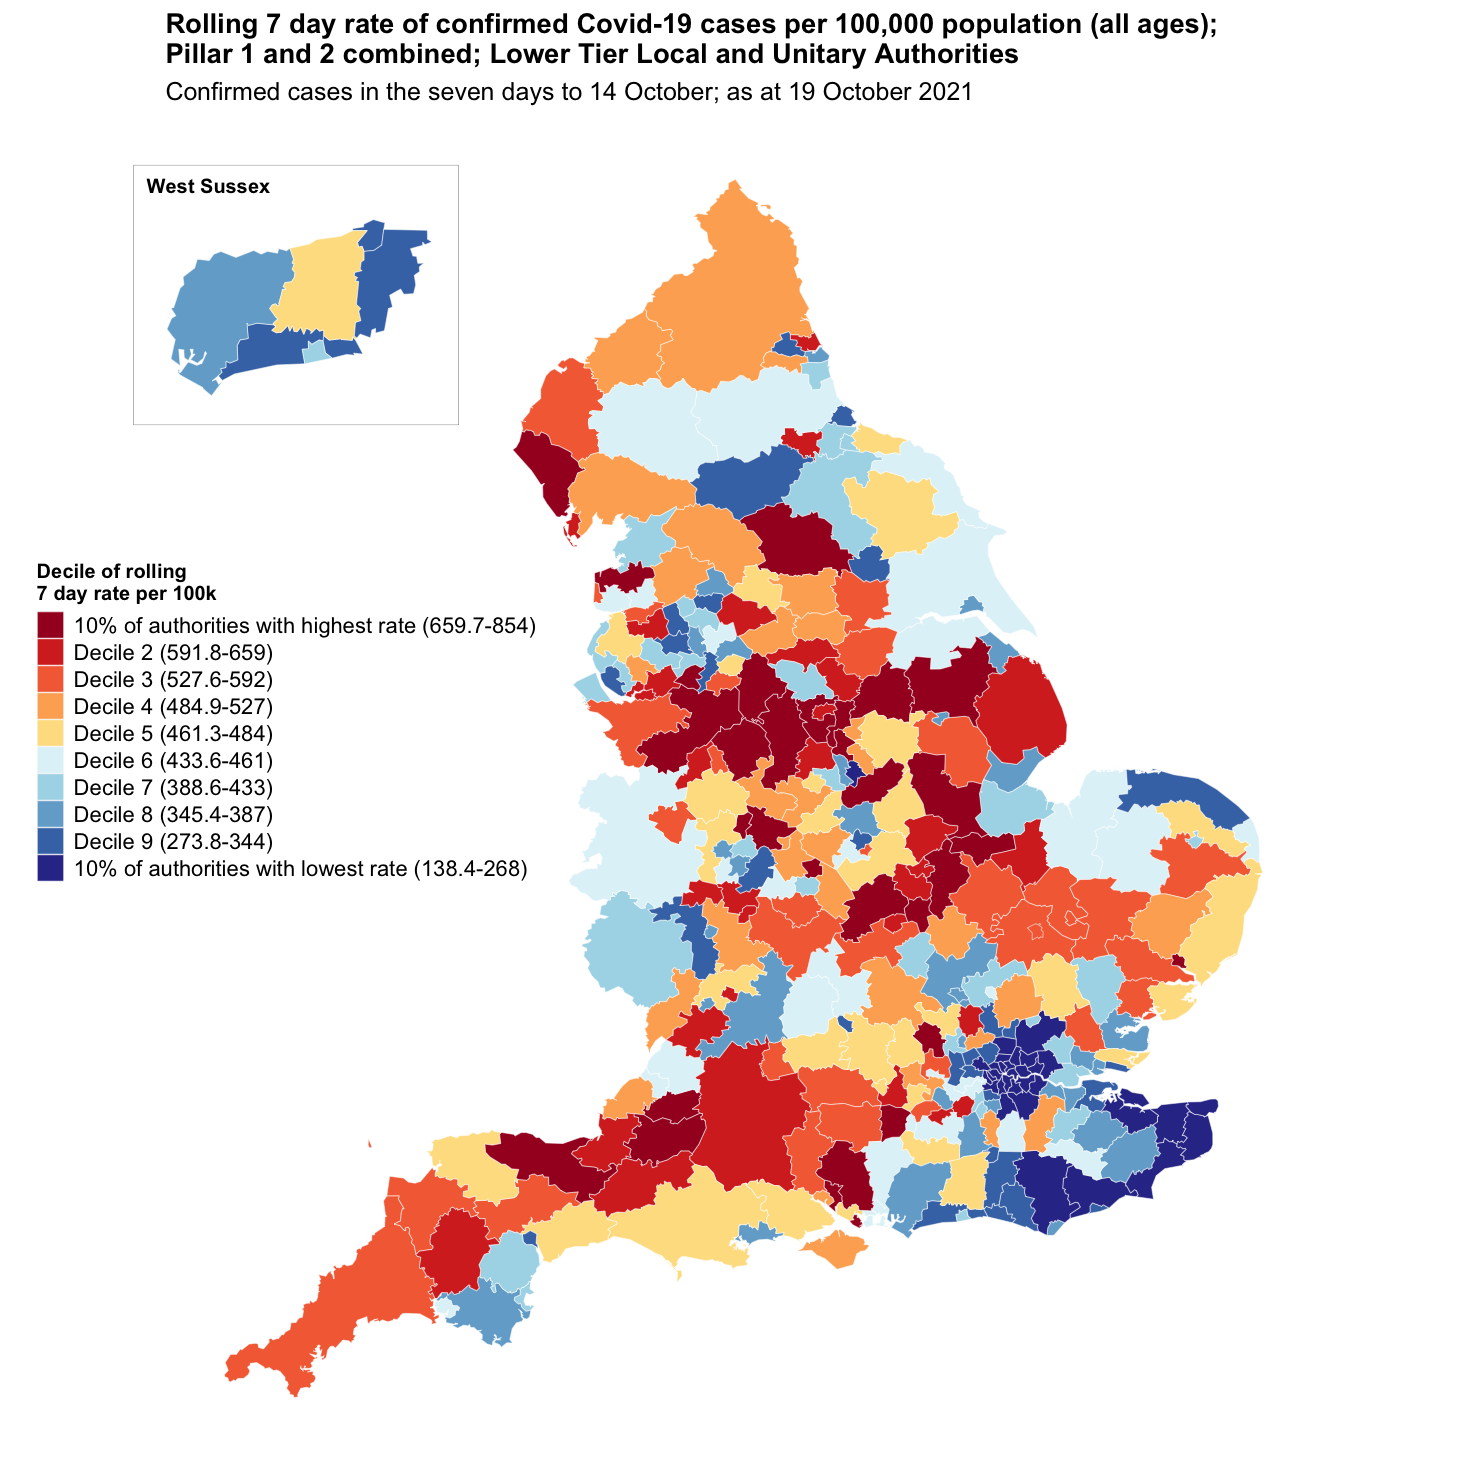 Rolling 7 day rate of confirmed Covid-19 cases per 100,000 population (all ages);
Pillar 1 and 2 combined; Lower Tier Local and Unitary Authorities
Confirmed cases in the seven days to 14 October; as at 19 October 2021
West Sussex
Decile of rolling
7 day rate per 100k
10% of authorities with highest rate (659.7-854)
Decile 2 (591.8-659)
Decile 3 (527.6-592)
Decile 4 (484.9-527)
Decile 5 (461.3-484)
Decile 6 (433.6-461)
Decile 7 (388.6-433)
Decile 8 (345.4-387)
Decile 9 (273.8-344)
10% of authorities with lowest rate (138.4-268)